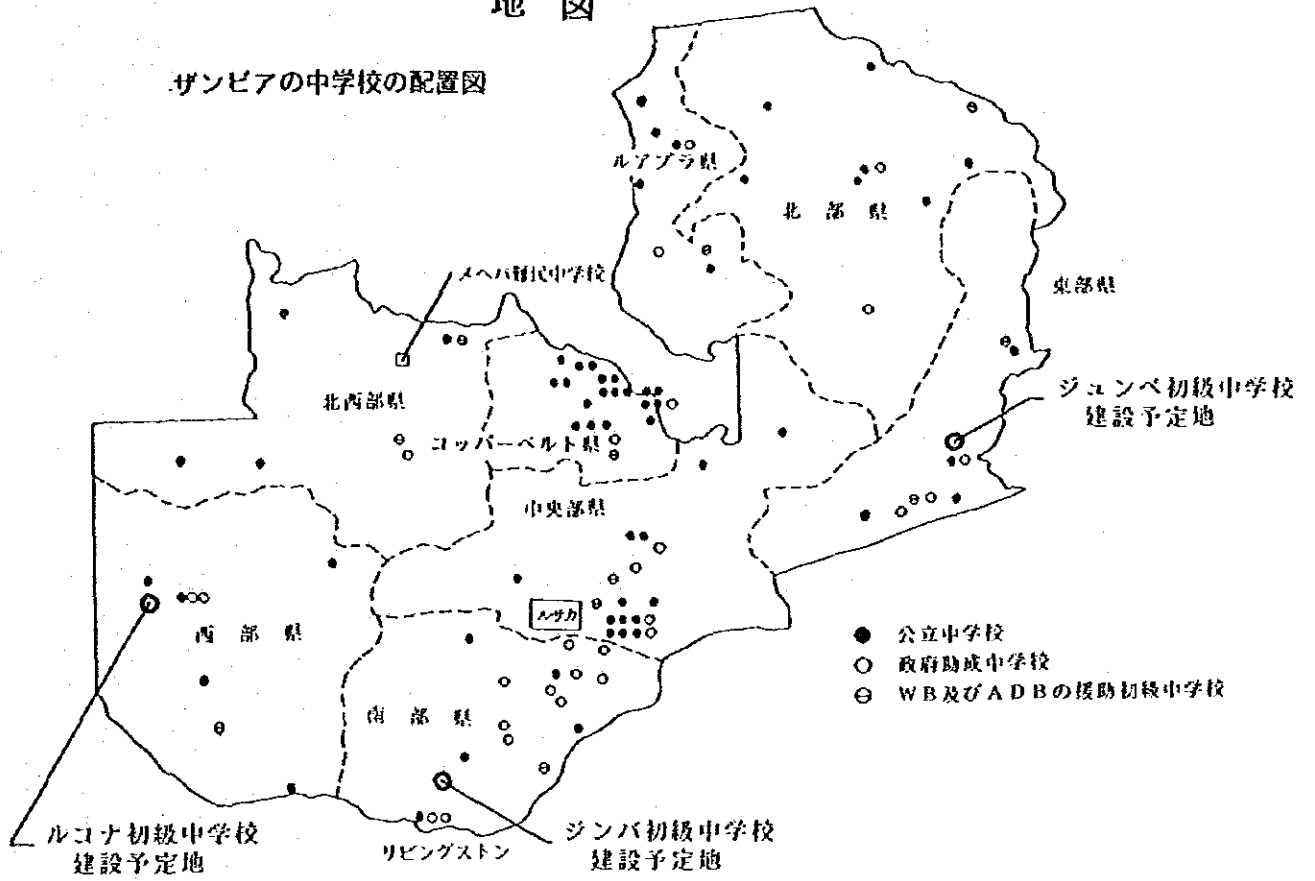 地図
ザンビアの中学校の配置図
ルアプラ県
北部県
メヘバ難民中学校
東部県
北西部県
コッパーベルト県
ジュンベ初級中学校
建設予定地
中央部県
ルサカ
西部県
● 公立中学校
○ 政府助成中学校
⊖ WB及びADBの援助初級中学校
南部県
ルコナ初級中学校
建設予定地
リビングストン
ジンバ初級中学校
建設予定地